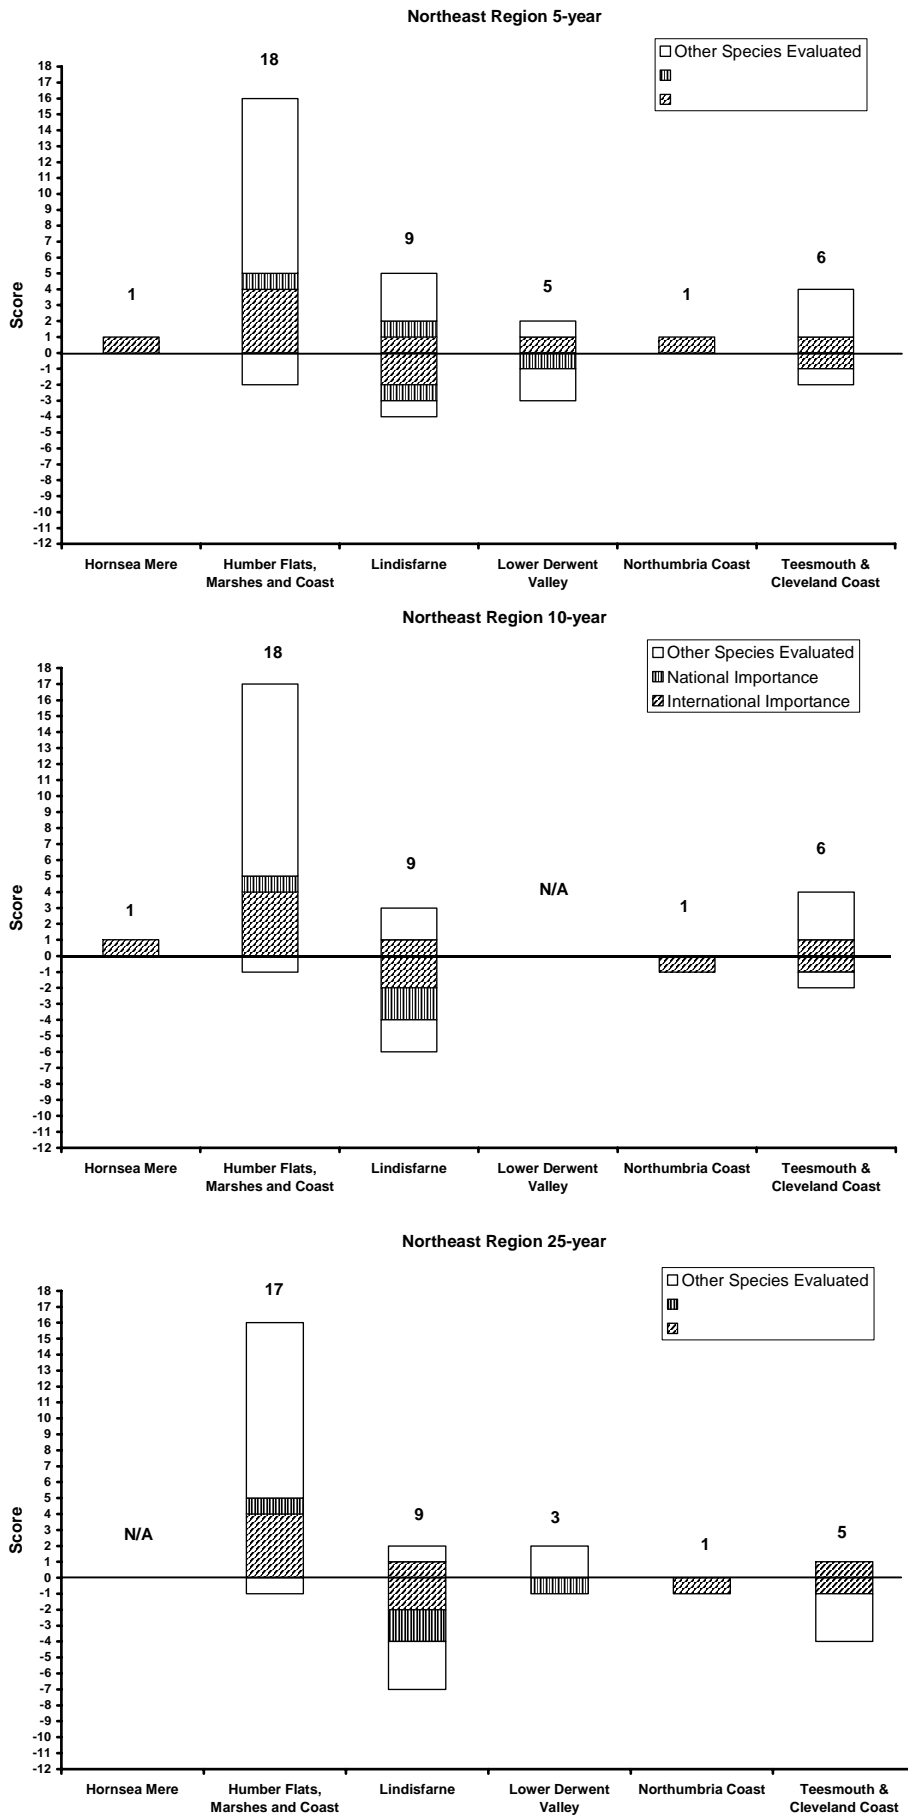 Northeast Region 5-year
Other Species Evaluated
18
17
16
15
14
13
12
11
10
9
8
7
6
5
4
3
2
1
0
-1
-2
-3
-4
-5
-6
-7
-8
-9
-10
-11
-12
Score
1
18
9
5
1
6
Hornsea Mere
Humber Flats,
Marshes and Coast
Lindisfarne
Lower Derwent
Valley
Northumbria Coast
Teesmouth &
Cleveland Coast
Northeast Region 10-year
Other Species Evaluated
National Importance
International Importance
18
17
16
15
14
13
12
11
10
9
8
7
6
5
4
3
2
1
0
-1
-2
-3
-4
-5
-6
-7
-8
-9
-10
-11
-12
Score
1
18
9
N/A
1
6
Hornsea Mere
Humber Flats,
Marshes and Coast
Lindisfarne
Lower Derwent
Valley
Northumbria Coast
Teesmouth &
Cleveland Coast
Northeast Region 25-year
Other Species Evaluated
18
17
16
15
14
13
12
11
10
9
8
7
6
5
4
3
2
1
0
-1
-2
-3
-4
-5
-6
-7
-8
-9
-10
-11
-12
Score
N/A
17
9
3
1
5
Hornsea Mere
Humber Flats,
Marshes and Coast
Lindisfarne
Lower Derwent
Valley
Northumbria Coast
Teesmouth &
Cleveland Coast